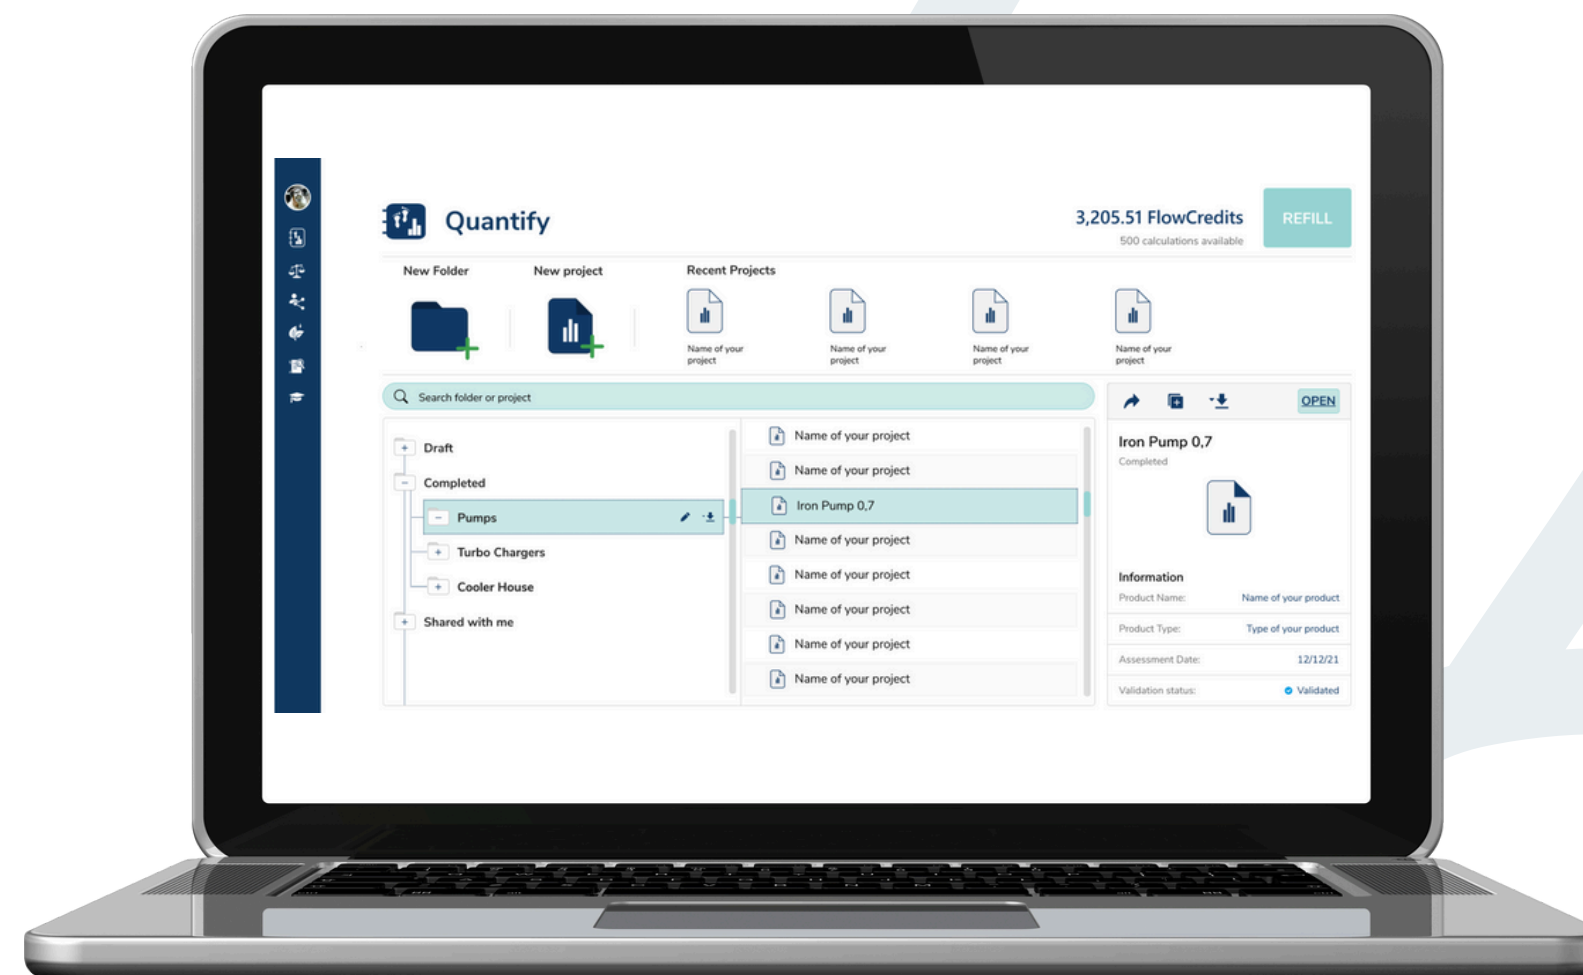 Quantify
3,205.51 FlowCredits
500 calculations available
REFILL
New Folder
New project
Recent Projects
Name of your
project
Name of your
project
Name of your
project
Name of your
project
Search folder or project
OPEN
Draft
Completed
Pumps
Turbo Chargers
Cooler House
Shared with me
Name of your project
Name of your project
Iron Pump 0,7
Name of your project
Name of your project
Name of your project
Name of your project
Name of your project
Iron Pump 0,7
Completed
Information
Product Name: Name of your product
Product Type: Type of your product
Assessment Date: 12/12/21
Validation status: Validated